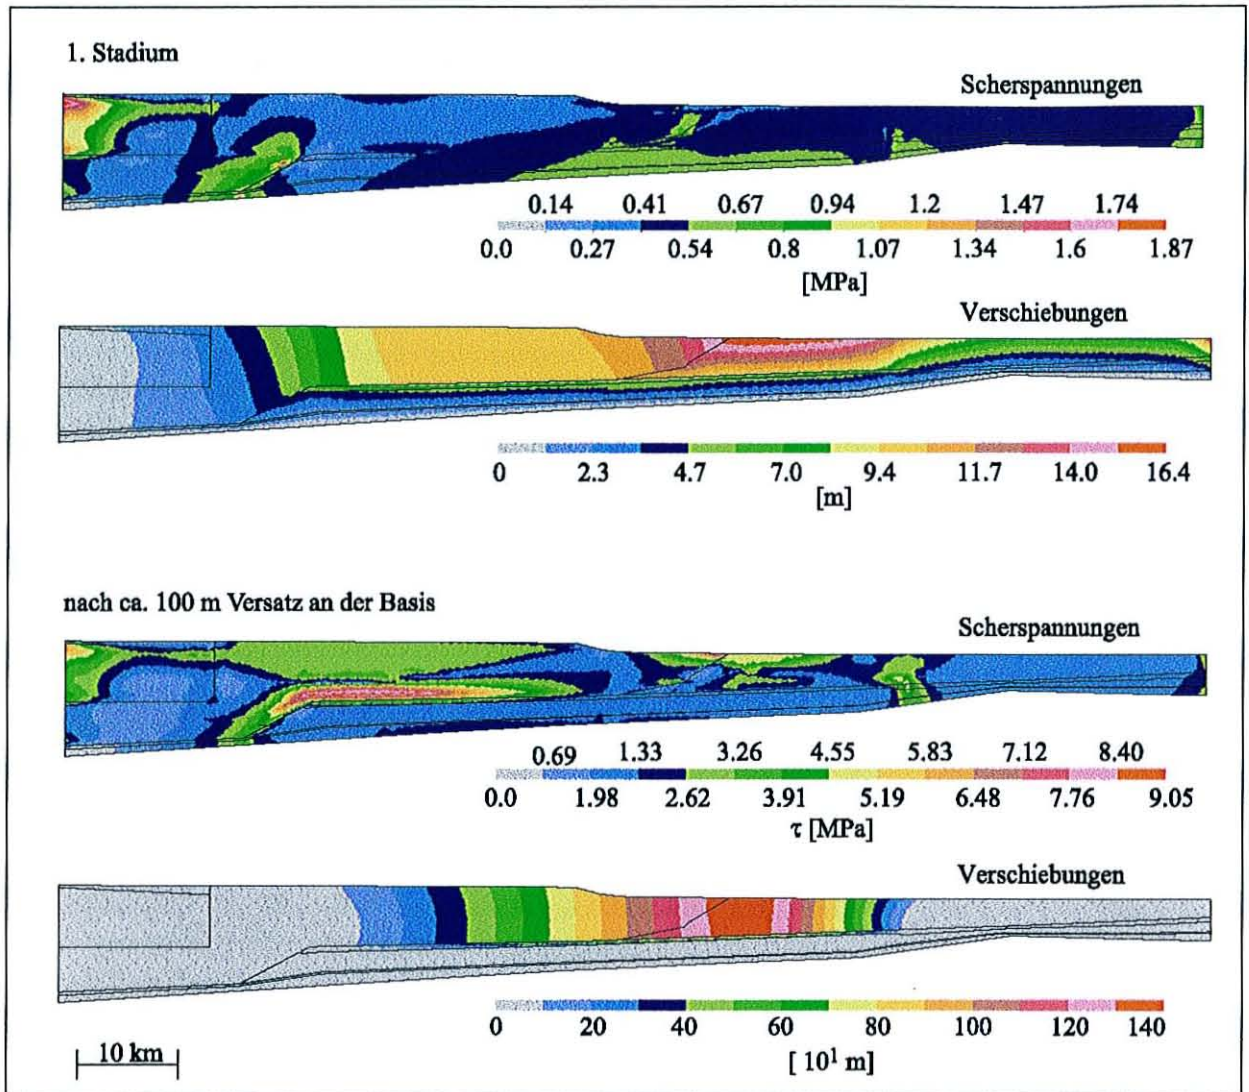 1. Stadium
Scherspannungen
0.14 0.41 0.67 0.94 1.2 1.47 1.74
0.0 0.27 0.54 0.8 1.07 1.34 1.6 1.87
[MPa]
Verschiebungen
0 2.3 4.7 7.0 9.4 11.7 14.0 16.4
[m]
nach ca. 100 m Versatz an der Basis
Scherspannungen
0.69 1.33 3.26 4.55 5.83 7.12 8.40
0.0 1.98 2.62 3.91 5.19 6.48 7.76 9.05
τ [MPa]
Verschiebungen
0 20 40 60 80 100 120 140
[ 10¹ m]
10 km